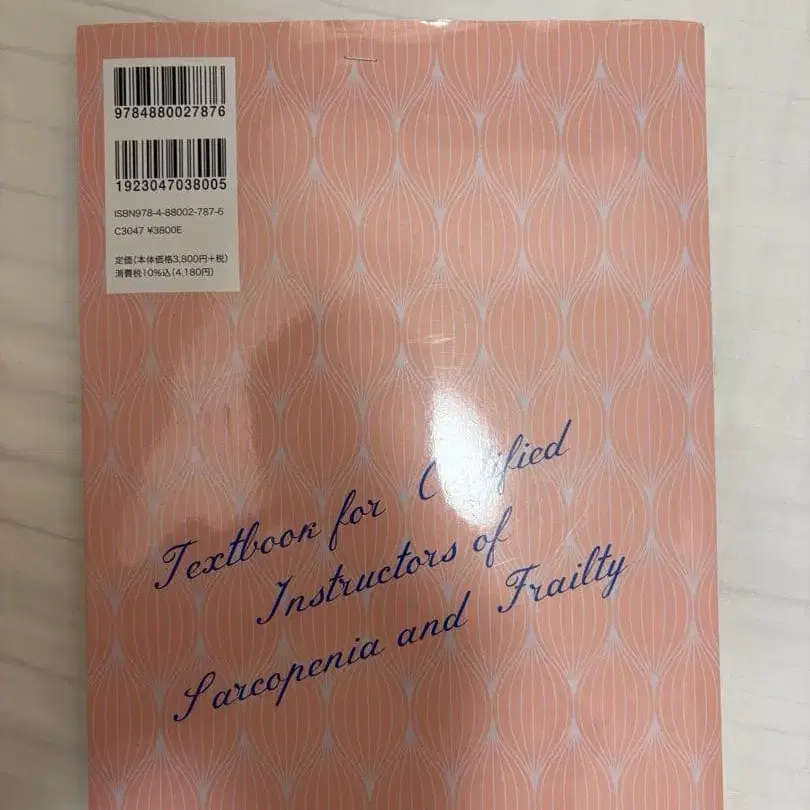 9784880027876
1923047038005
ISBN978-4-88002-787-6
C3047 ¥3800E
定価(本体価格3,800円+税)
消費税10%込(4,180円)
Textbook for
Instructors of
Sarcopenia and Frailty